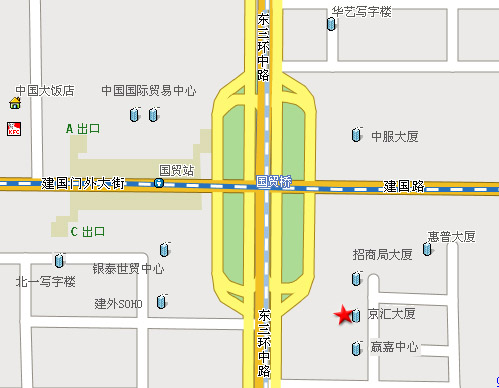 东三环中路
华艺写字楼
中国大饭店
中国国际贸易中心
KFC
A 出口
中服大厦
国贸站
建国门外大街
国贸桥
建国路
C 出口
惠普大厦
招商局大厦
银泰世贸中心
北一写字楼
建外SOHO
京汇大厦
东三环中路
赢嘉中心